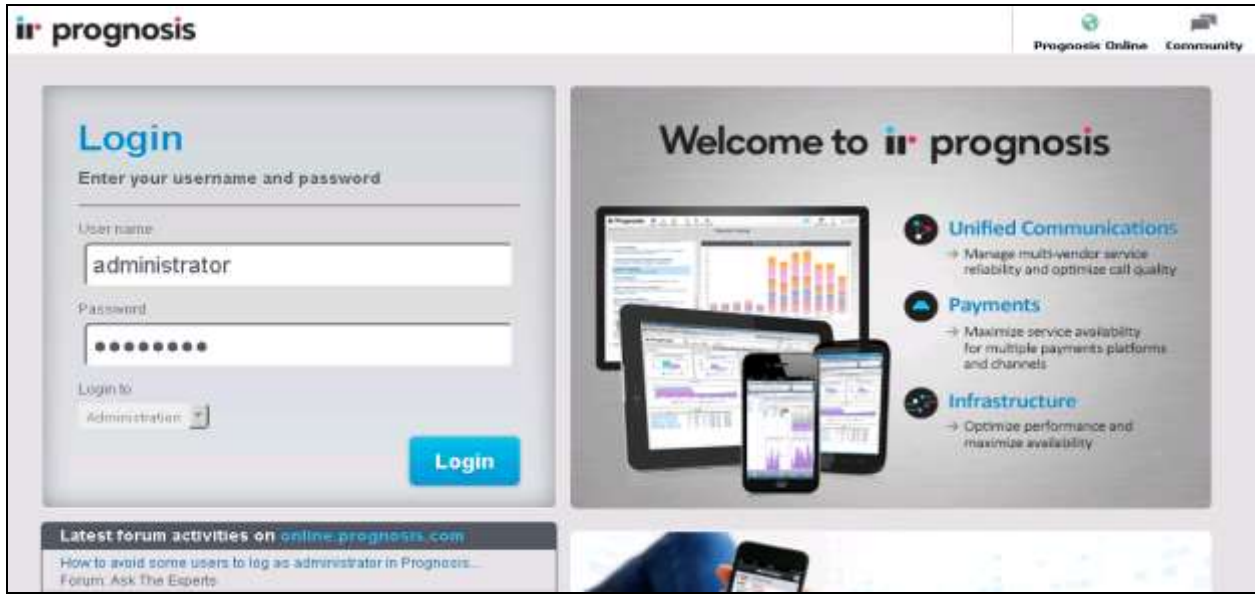 ir prognosis
Prognosis Online Community
Login
Enter your username and password
User name
administrator
Password
Login to
Administration
Login
Welcome to ir prognosis
Unified Communications
→ Manage multi-vendor service
reliability and optimize call quality
Payments
→ Maximize service availability
for multiple payments platforms
and channels
Infrastructure
→ Optimize performance and
maximize availability
Latest forum activities on online.prognosis.com
How to avoid some users to log as administrator in Prognosis...
Forum: Ask The Experts